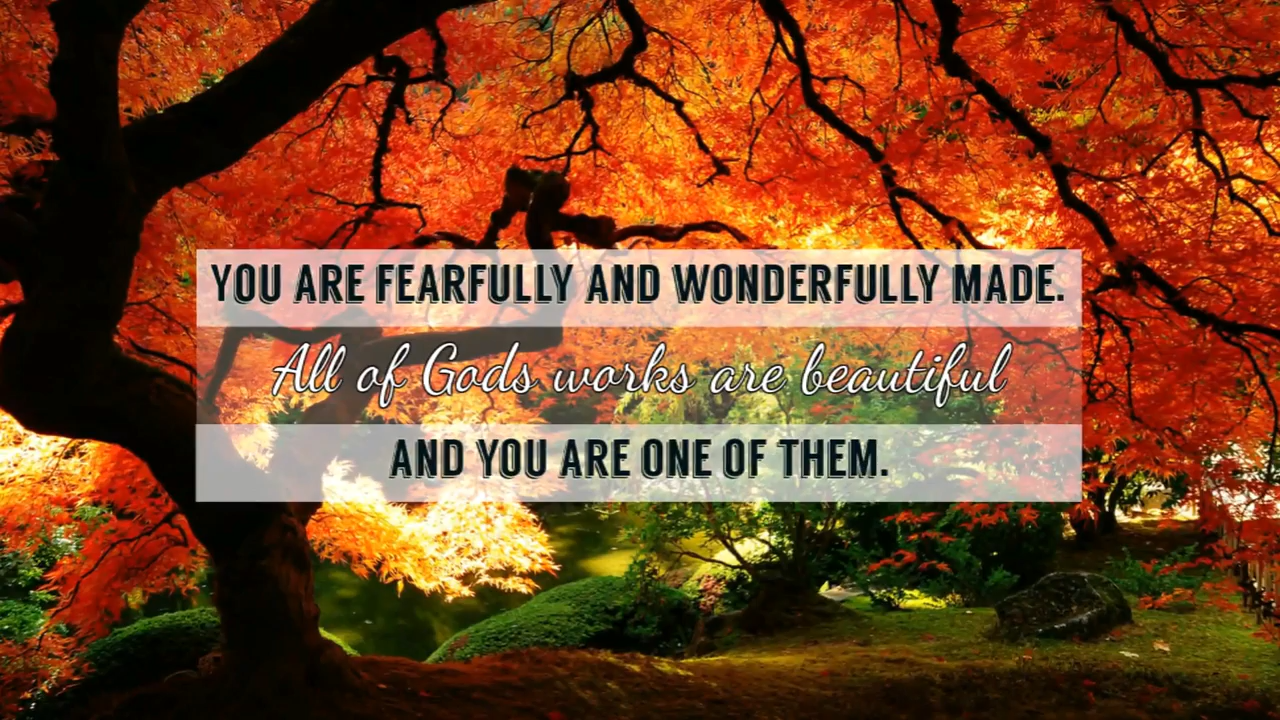 YOU ARE FEARFULLY AND WONDERFULLY MADE.
All of Gods works are beautiful
AND YOU ARE ONE OF THEM.